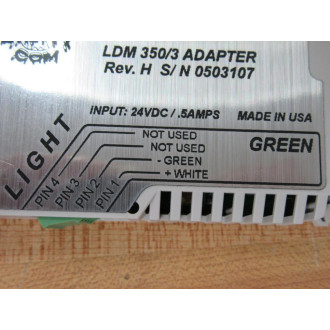 COM
LDM 350/3 ADAPTER
Rev. H S/N 0503107
INPUT: 24VDC / .5AMPS MADE IN USA
LIGHT
NOT USED
NOT USED
- GREEN
+ WHITE
GREEN
PIN 4
PIN 3
PIN 2
PIN 1